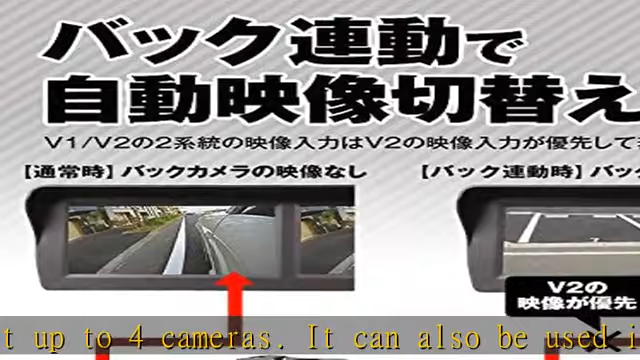 バック連動で
自動映像切替え
V1/V2の2系統の映像入力はV2の映像入力が優先して
【通常時】バックカメラの映像なし
【バック連動時】バッ
V2の
映像が優先
t up to 4 cameras. It can also be used i